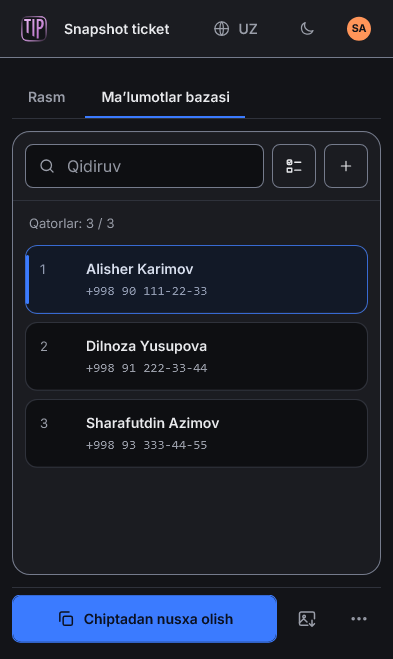 TIP
Snapshot ticket
UZ
SA
Rasm
Ma’lumotlar bazasi
Qidiruv
Qatorlar: 3 / 3
1
Alisher Karimov
+998 90 111-22-33
2
Dilnoza Yusupova
+998 91 222-33-44
3
Sharafutdin Azimov
+998 93 333-44-55
Chiptadan nusxa olish